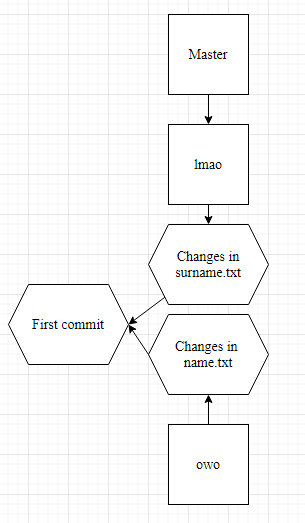 Master
lmao
Changes in
surname.txt
First commit
Changes in
name.txt
owo